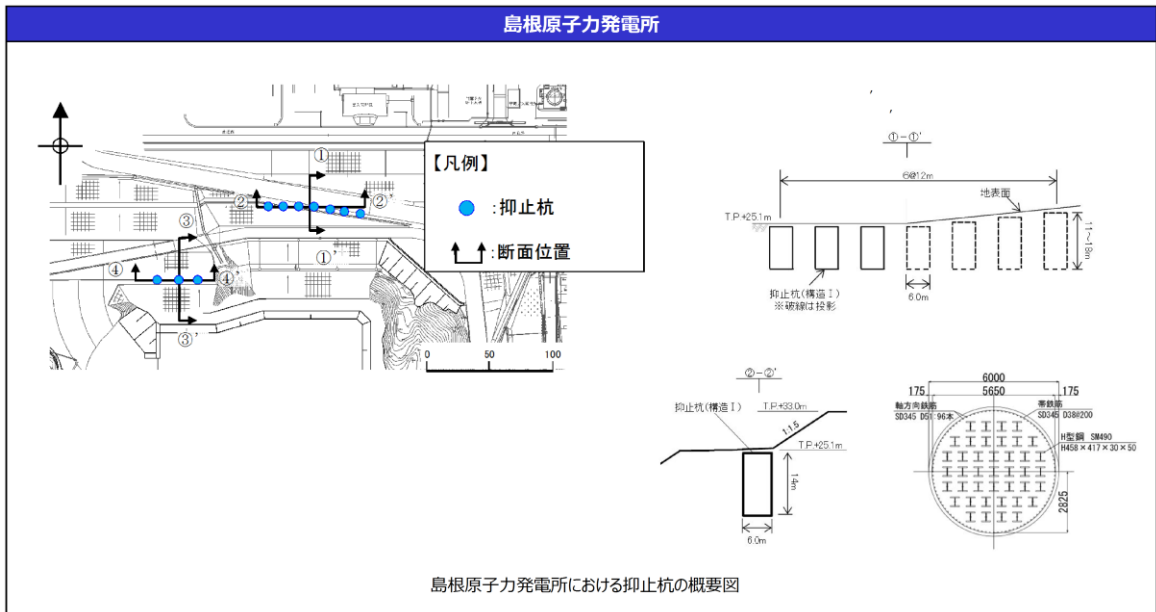 島根原子力発電所
①
②
②'
①'
③
④
④'
③'
【凡例】
:抑止杭
:断面位置
0 50 100
①-①'
6@12m
地表面
T.P.+25.1m
11~18m
抑止杭(構造Ⅰ)
※破線は投影
6.0m
②-②'
抑止杭(構造Ⅰ)
T.P.+33.0m
1:1.5
T.P.+25.1m
14m
6.0m
6000
175 5650 175
軸方向鉄筋
SD345 D51 96本
帯鉄筋
SD345 D38@200
H型鋼 SM490
H458×417×30×50
2825
島根原子力発電所における抑止杭の概要図